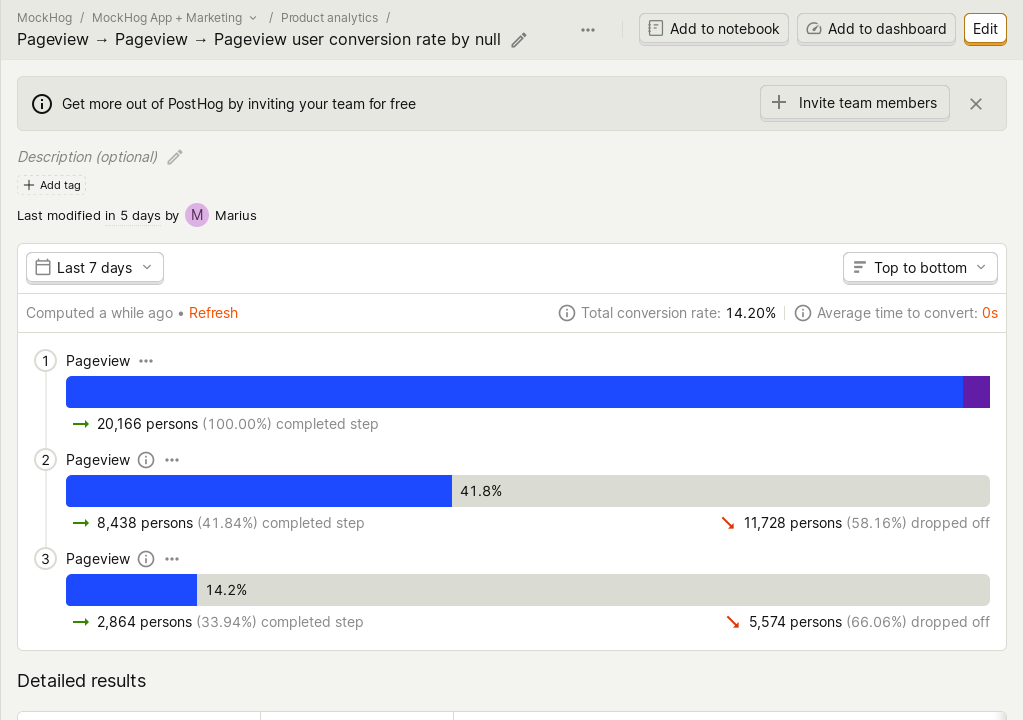 MockHog / MockHog App + Marketing / Product analytics /
Pageview → Pageview → Pageview user conversion rate by null
Add to notebook
Add to dashboard
Edit
Get more out of PostHog by inviting your team for free
Invite team members
Description (optional)
Add tag
Last modified in 5 days by M Marius
Last 7 days
Top to bottom
Computed a while ago • Refresh
Total conversion rate: 14.20%
Average time to convert: 0s
1 Pageview
20,166 persons (100.00%) completed step
2 Pageview
41.8%
8,438 persons (41.84%) completed step
11,728 persons (58.16%) dropped off
3 Pageview
14.2%
2,864 persons (33.94%) completed step
5,574 persons (66.06%) dropped off
Detailed results